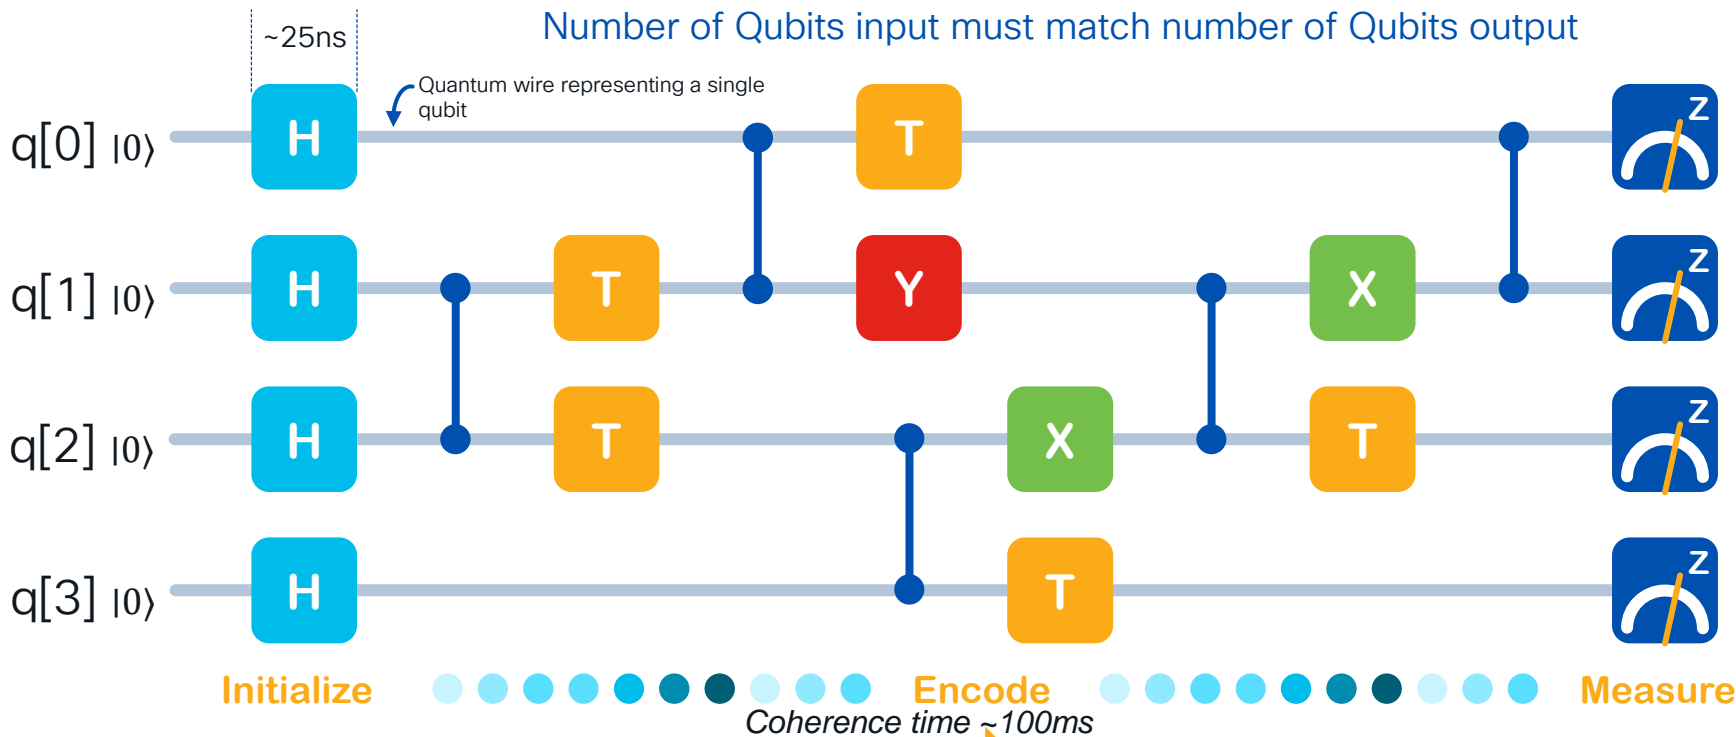 Number of Qubits input must match number of Qubits output
~25ns
Quantum wire representing a single
qubit
q[0] |0⟩ H T Z
q[1] |0⟩ H T Y X Z
q[2] |0⟩ H T X T Z
q[3] |0⟩ H T Z
Initialize Encode Measure
Coherence time ~100ms